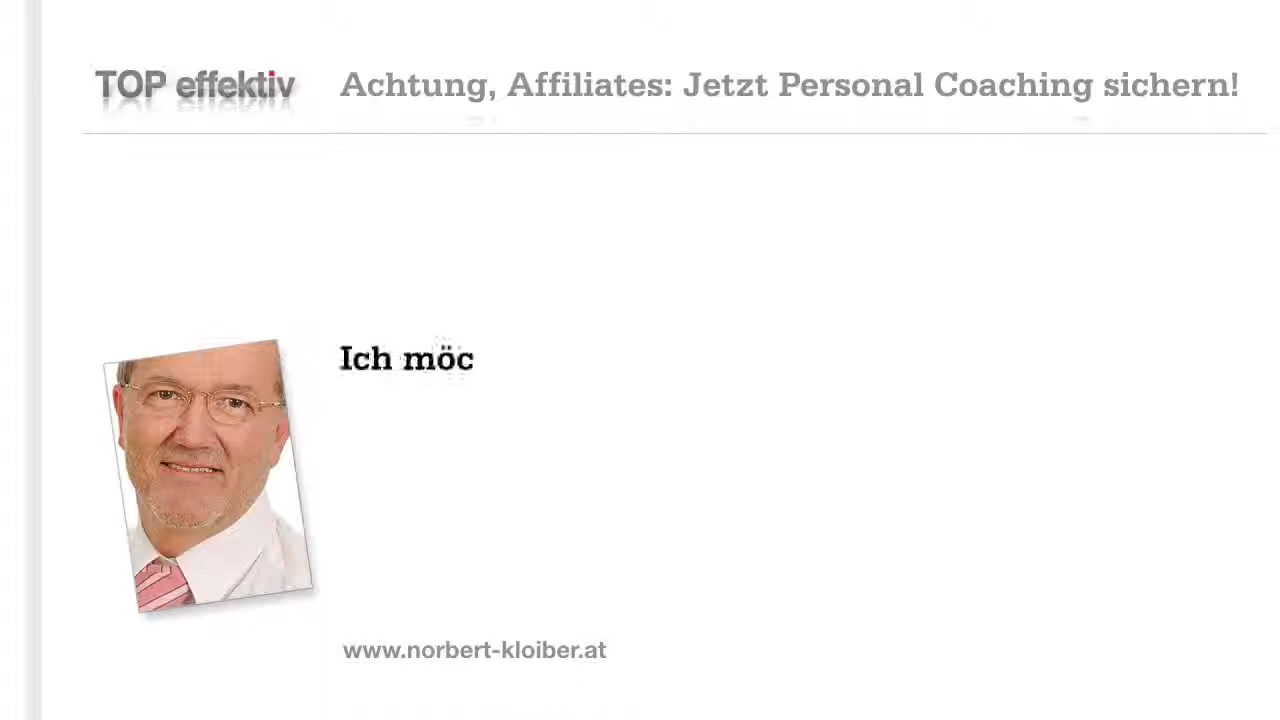 TOP effektiv
Achtung, Affiliates: Jetzt Personal Coaching sichern!
Ich möc
www.norbert-kloiber.at